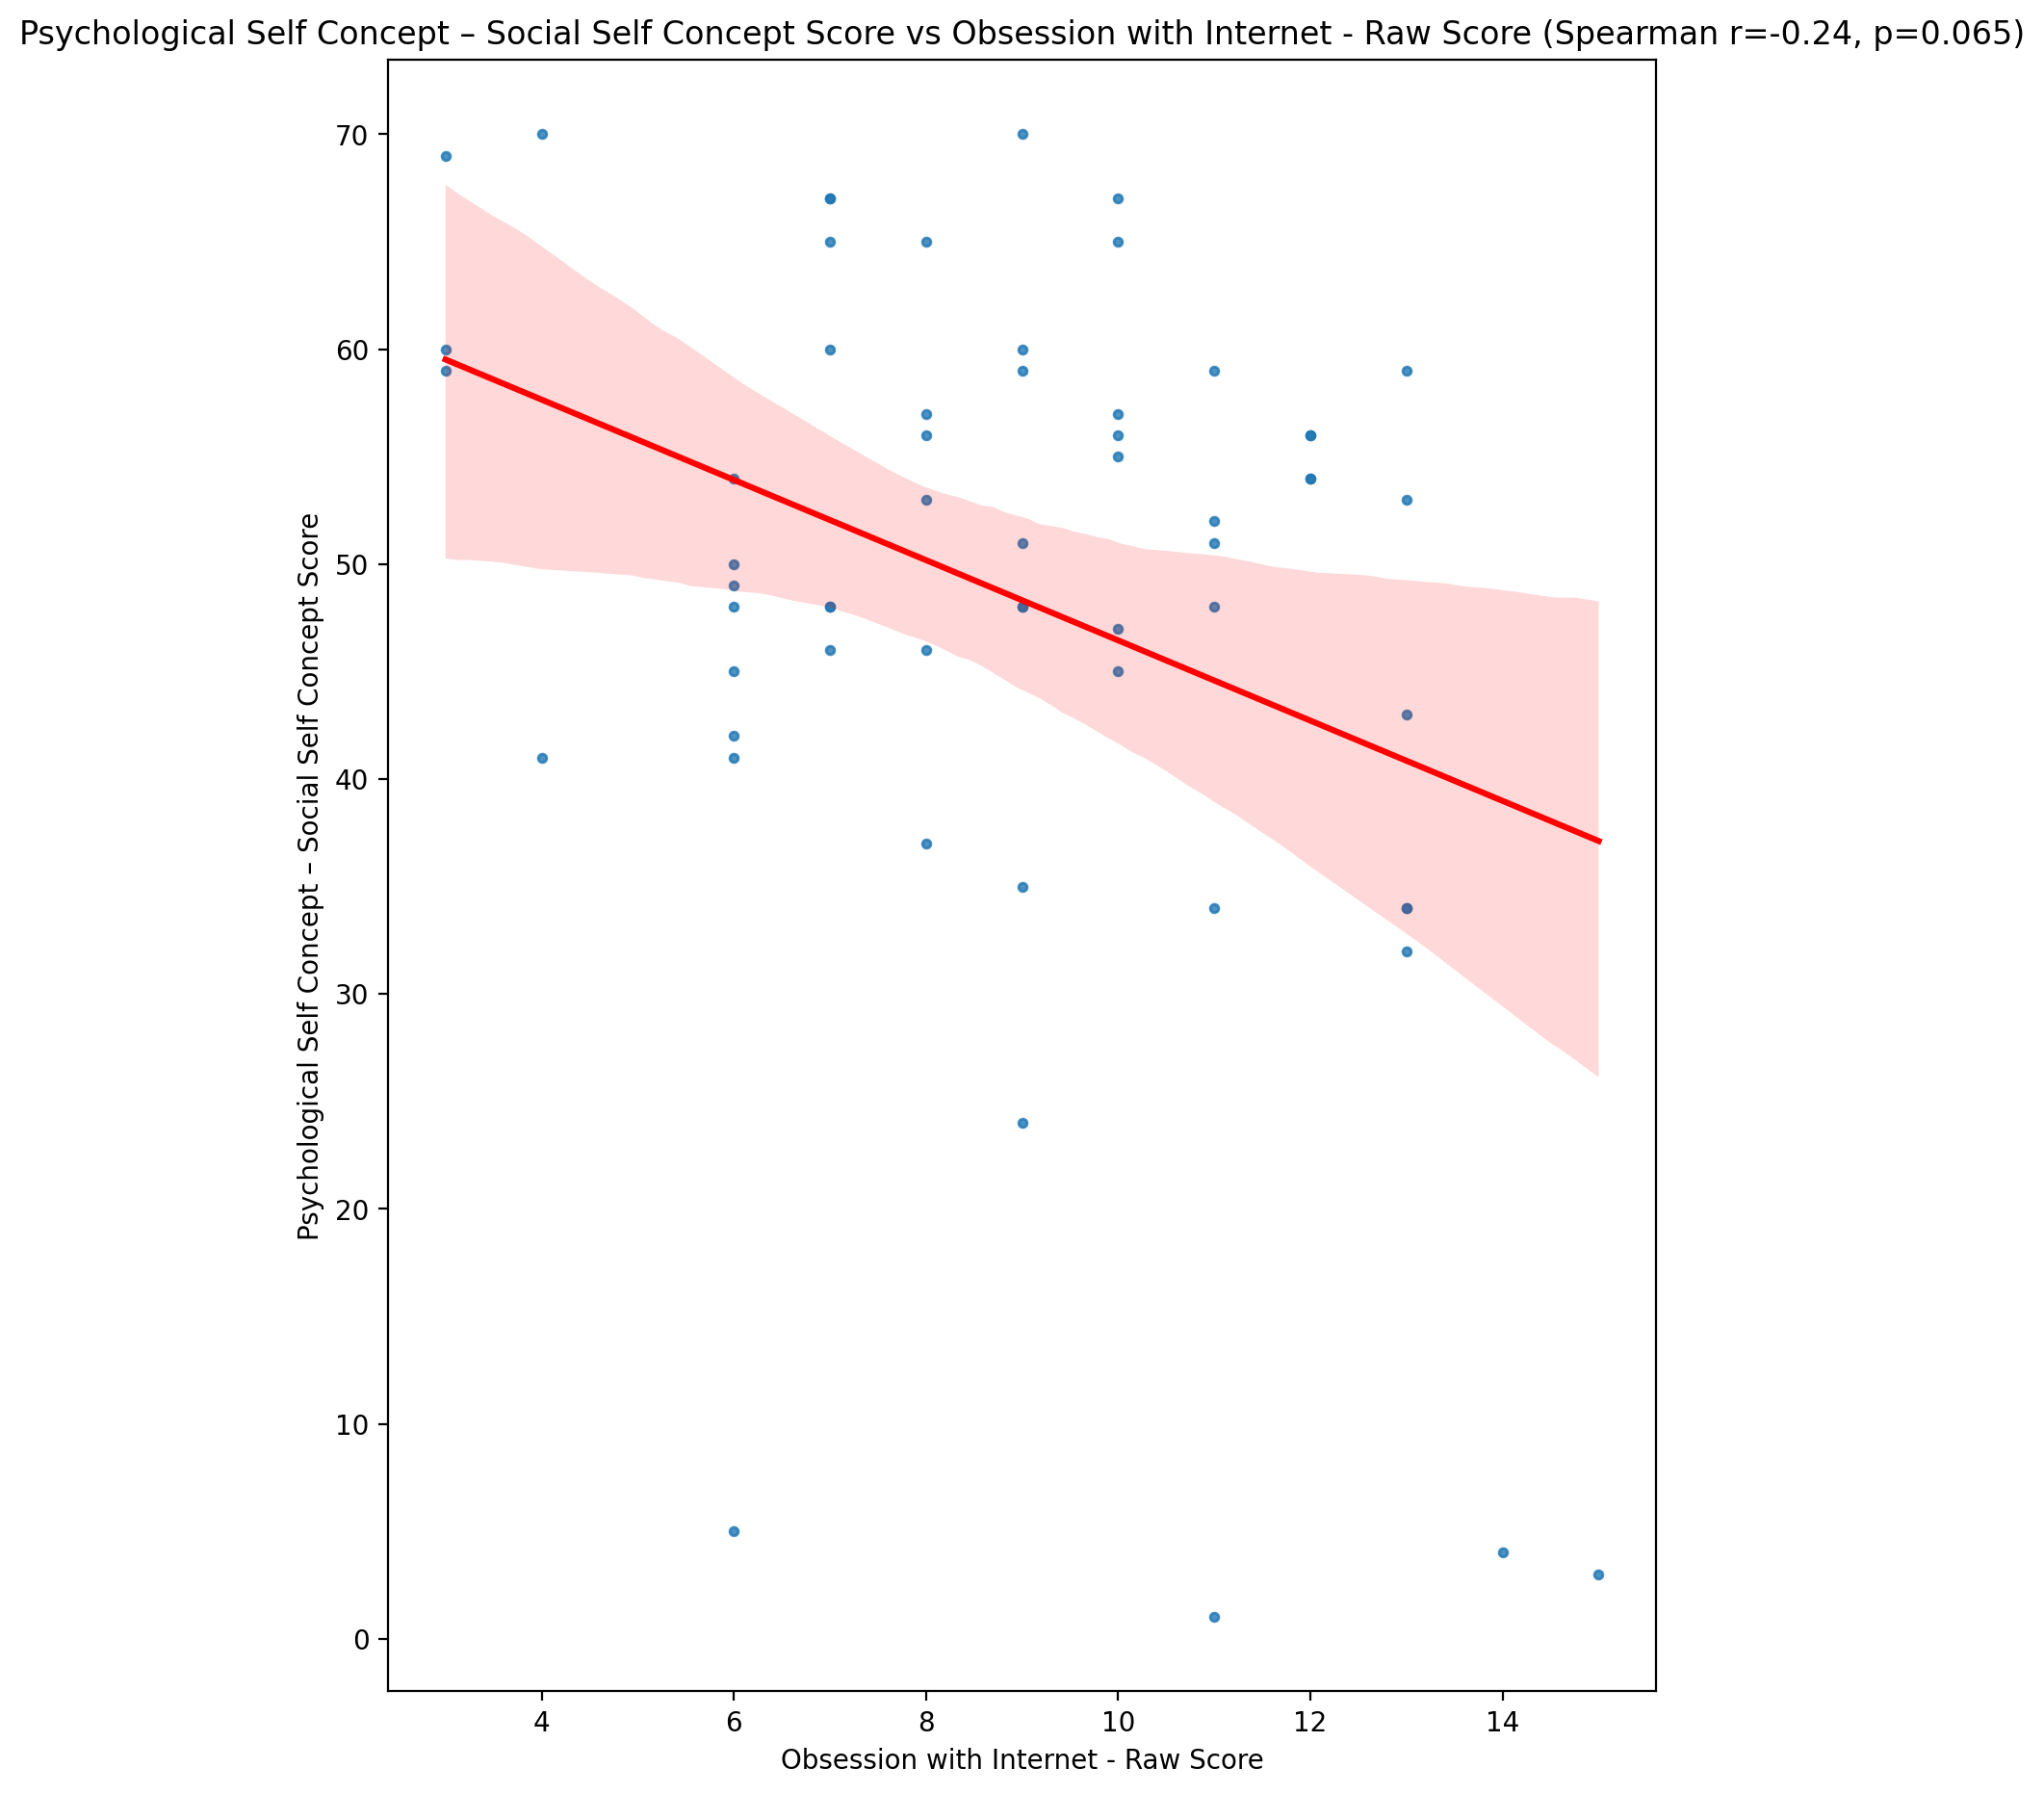 Psychological Self Concept – Social Self Concept Score vs Obsession with Internet - Raw Score (Spearman r=-0.24, p=0.065)
Psychological Self Concept – Social Self Concept Score
70
60
50
40
30
20
10
0
4 6 8 10 12 14
Obsession with Internet - Raw Score